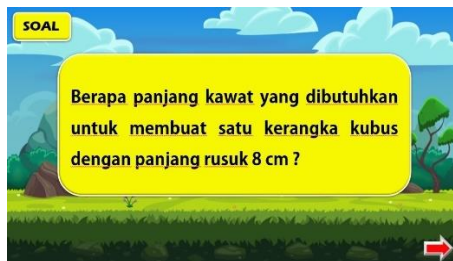 SOAL
Berapa panjang kawat yang dibutuhkan
untuk membuat satu kerangka kubus
dengan panjang rusuk 8 cm ?